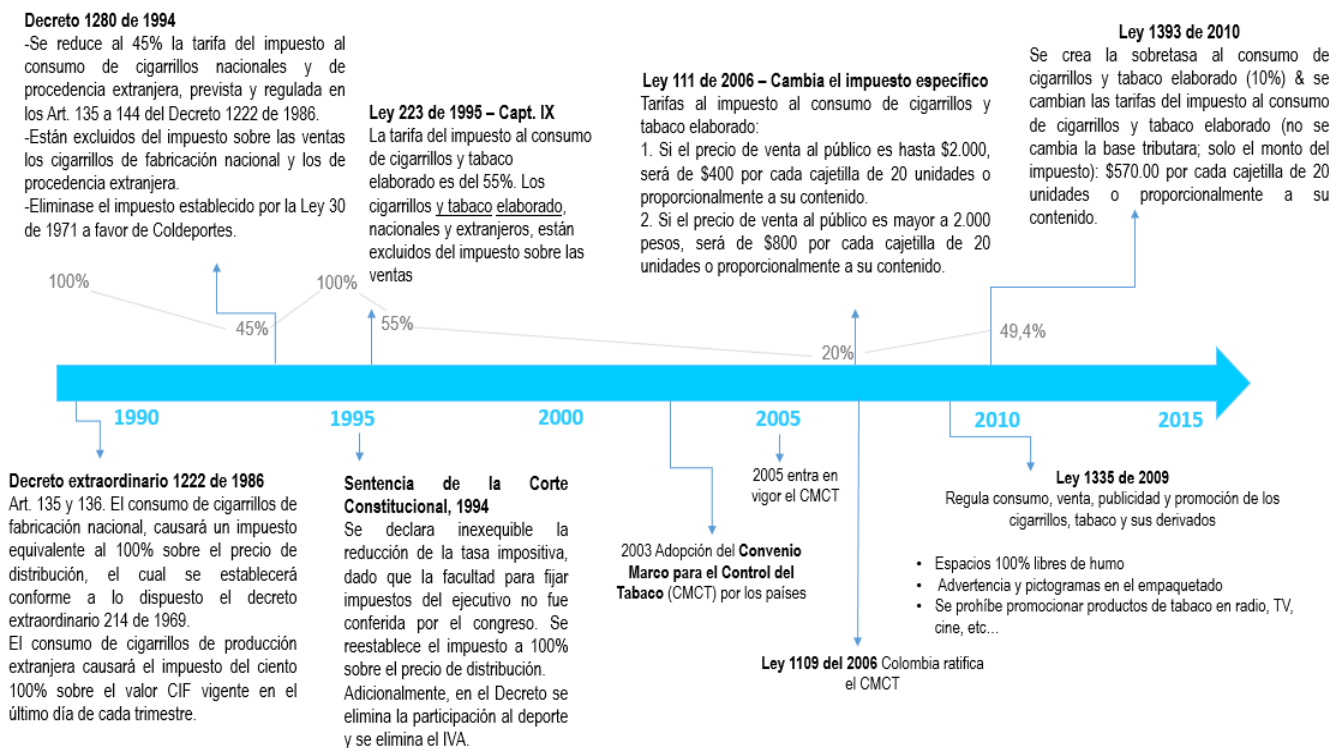 Decreto 1280 de 1994
-Se reduce al 45% la tarifa del impuesto al
consumo de cigarrillos nacionales y de
procedencia extranjera, prevista y regulada en
los Art. 135 a 144 del Decreto 1222 de 1986.
-Están excluidos del impuesto sobre las ventas
los cigarrillos de fabricación nacional y los de
procedencia extranjera.
-Eliminase el impuesto establecido por la Ley 30
de 1971 a favor de Coldeportes.
Ley 223 de 1995 – Capt. IX
La tarifa del impuesto al consumo
de cigarrillos y tabaco
elaborado es del 55%. Los
cigarrillos y tabaco elaborado,
nacionales y extranjeros, están
excluidos del impuesto sobre las
ventas
Ley 111 de 2006 – Cambia el impuesto específico
Tarifas al impuesto al consumo de cigarrillos y
tabaco elaborado:
1. Si el precio de venta al público es hasta $2.000,
será de $400 por cada cajetilla de 20 unidades o
proporcionalmente a su contenido.
2. Si el precio de venta al público es mayor a 2.000
pesos, será de $800 por cada cajetilla de 20
unidades o proporcionalmente a su contenido.
Ley 1393 de 2010
Se crea la sobretasa al consumo de
cigarrillos y tabaco elaborado (10%) & se
cambian las tarifas del impuesto al consumo
de cigarrillos y tabaco elaborado (no se
cambia la base tributara; solo el monto del
impuesto): $570.00 por cada cajetilla de 20
unidades o proporcionalmente a su
contenido.
100%
45%
100%
55%
20%
49,4%
1990
1995
2000
2005
2010
2015
Decreto extraordinario 1222 de 1986
Art. 135 y 136. El consumo de cigarrillos de
fabricación nacional, causará un impuesto
equivalente al 100% sobre el precio de
distribución, el cual se establecerá
conforme a lo dispuesto el decreto
extraordinario 214 de 1969.
El consumo de cigarrillos de producción
extranjera causará el impuesto del ciento
100% sobre el valor CIF vigente en el
último día de cada trimestre.
Sentencia de la Corte
Constitucional, 1994
Se declara inexequible la
reducción de la tasa impositiva,
dado que la facultad para fijar
impuestos del ejecutivo no fue
conferida por el congreso. Se
reestablece el impuesto a 100%
sobre el precio de distribución.
Adicionalmente, en el Decreto se
elimina la participación al deporte
y se elimina el IVA.
2003 Adopción del Convenio
Marco para el Control del
Tabaco (CMCT) por los países
2005 entra en
vigor el CMCT
Ley 1109 del 2006 Colombia ratifica
el CMCT
Ley 1335 de 2009
Regula consumo, venta, publicidad y promoción de los
cigarrillos, tabaco y sus derivados
• Espacios 100% libres de humo
• Advertencia y pictogramas en el empaquetado
• Se prohíbe promocionar productos de tabaco en radio, TV,
cine, etc…